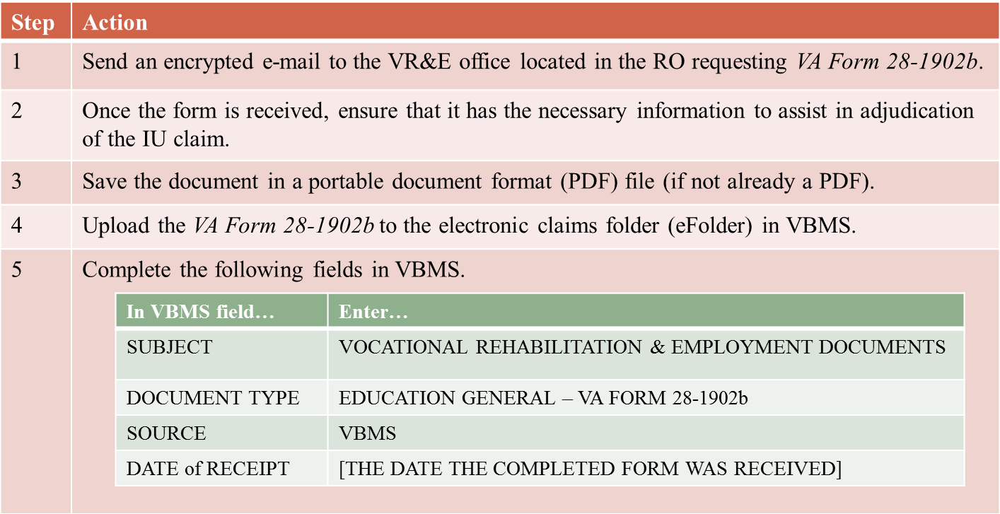 Step Action
1 Send an encrypted e-mail to the VR&E office located in the RO requesting VA Form 28-1902b.
2 Once the form is received, ensure that it has the necessary information to assist in adjudication
of the IU claim.
3 Save the document in a portable document format (PDF) file (if not already a PDF).
4 Upload the VA Form 28-1902b to the electronic claims folder (eFolder) in VBMS.
5 Complete the following fields in VBMS.
In VBMS field… Enter…
SUBJECT VOCATIONAL REHABILITATION & EMPLOYMENT DOCUMENTS
DOCUMENT TYPE EDUCATION GENERAL – VA FORM 28-1902b
SOURCE VBMS
DATE of RECEIPT [THE DATE THE COMPLETED FORM WAS RECEIVED]